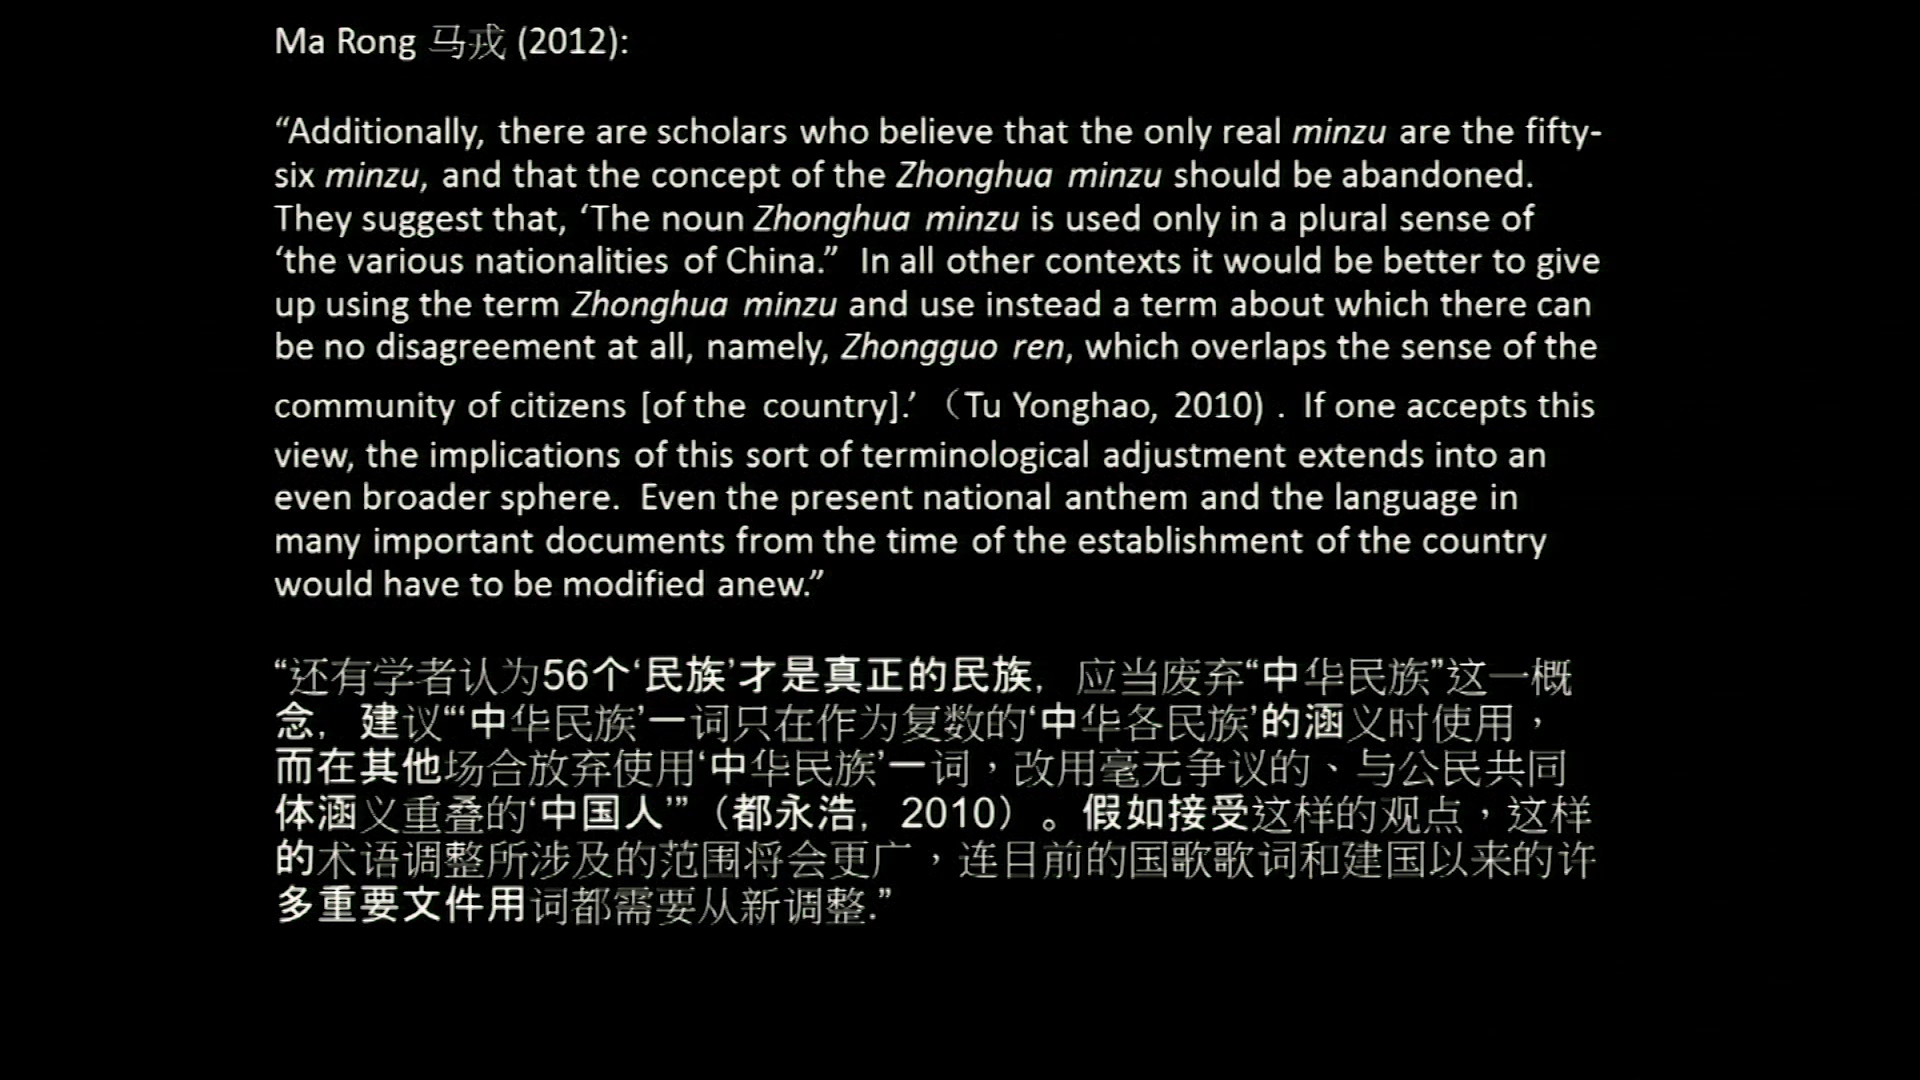 Ma Rong 马戎 (2012):
“Additionally, there are scholars who believe that the only real minzu are the fifty-
six minzu, and that the concept of the Zhonghua minzu should be abandoned.
They suggest that, ‘The noun Zhonghua minzu is used only in a plural sense of
‘the various nationalities of China.” In all other contexts it would be better to give
up using the term Zhonghua minzu and use instead a term about which there can
be no disagreement at all, namely, Zhongguo ren, which overlaps the sense of the
community of citizens [of the country].’（Tu Yonghao, 2010) . If one accepts this
view, the implications of this sort of terminological adjustment extends into an
even broader sphere. Even the present national anthem and the language in
many important documents from the time of the establishment of the country
would have to be modified anew.”
“还有学者认为56个‘民族’才是真正的民族，应当废弃“中华民族”这一概
念，建议“‘中华民族’一词只在作为复数的‘中华各民族’的涵义时使用，
而在其他场合放弃使用‘中华民族’一词，改用毫无争议的、与公民共同
体涵义重叠的‘中国人’”（都永浩，2010）。假如接受这样的观点，这样
的术语调整所涉及的范围将会更广，连目前的国歌歌词和建国以来的许
多重要文件用词都需要从新调整.”